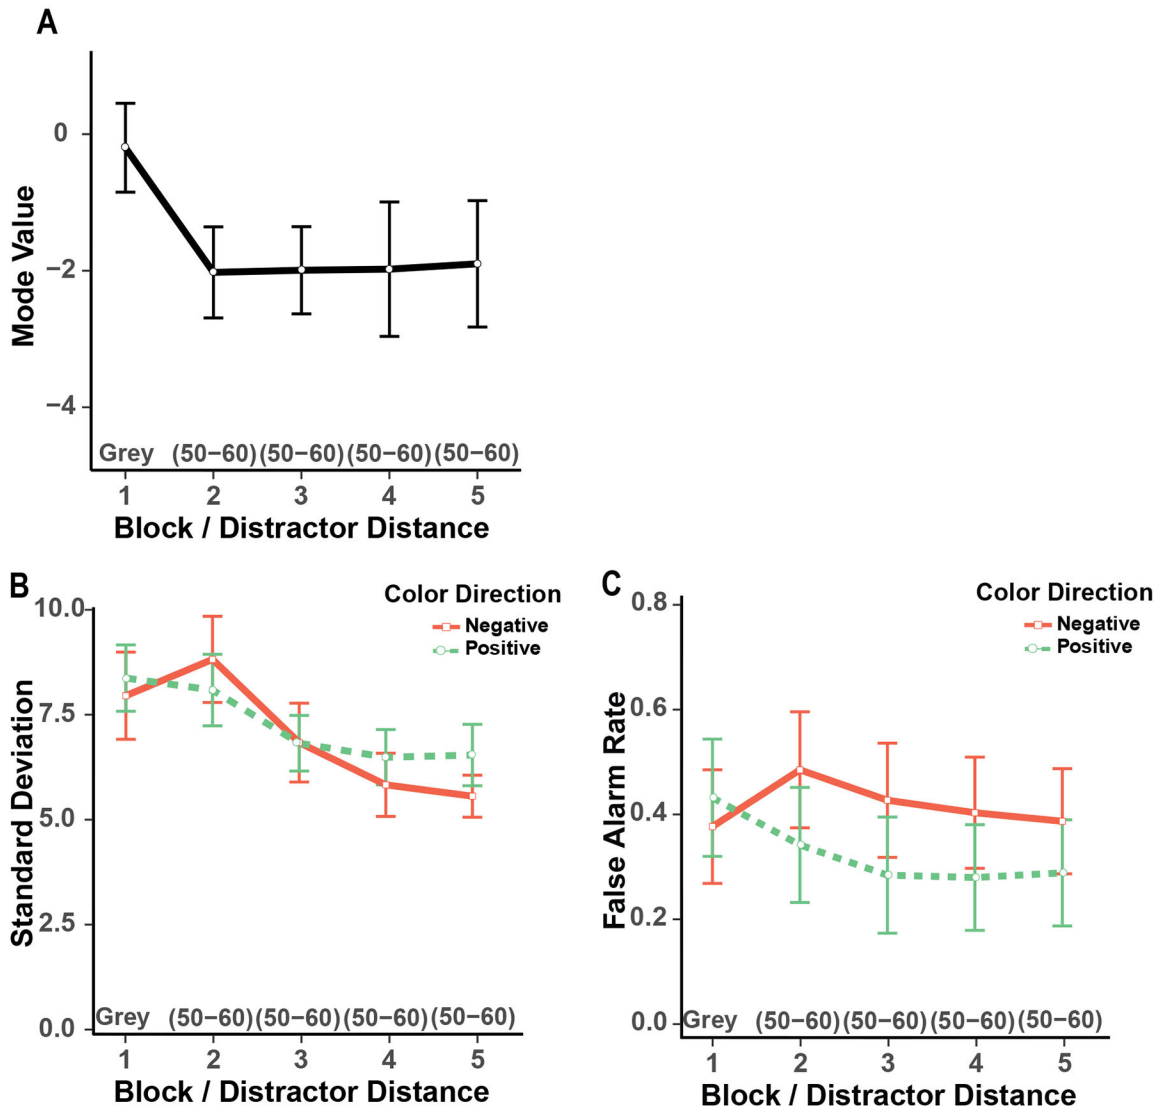 A
Mode Value
0
−2
−4
Grey (50−60) (50−60) (50−60) (50−60)
1 2 3 4 5
Block / Distractor Distance
B
Standard Deviation
10.0
7.5
5.0
2.5
0.0
Color Direction
Negative
Positive
Grey (50−60) (50−60) (50−60) (50−60)
1 2 3 4 5
Block / Distractor Distance
C
False Alarm Rate
0.8
0.6
0.4
0.2
0.0
Color Direction
Negative
Positive
Grey (50−60) (50−60) (50−60) (50−60)
1 2 3 4 5
Block / Distractor Distance